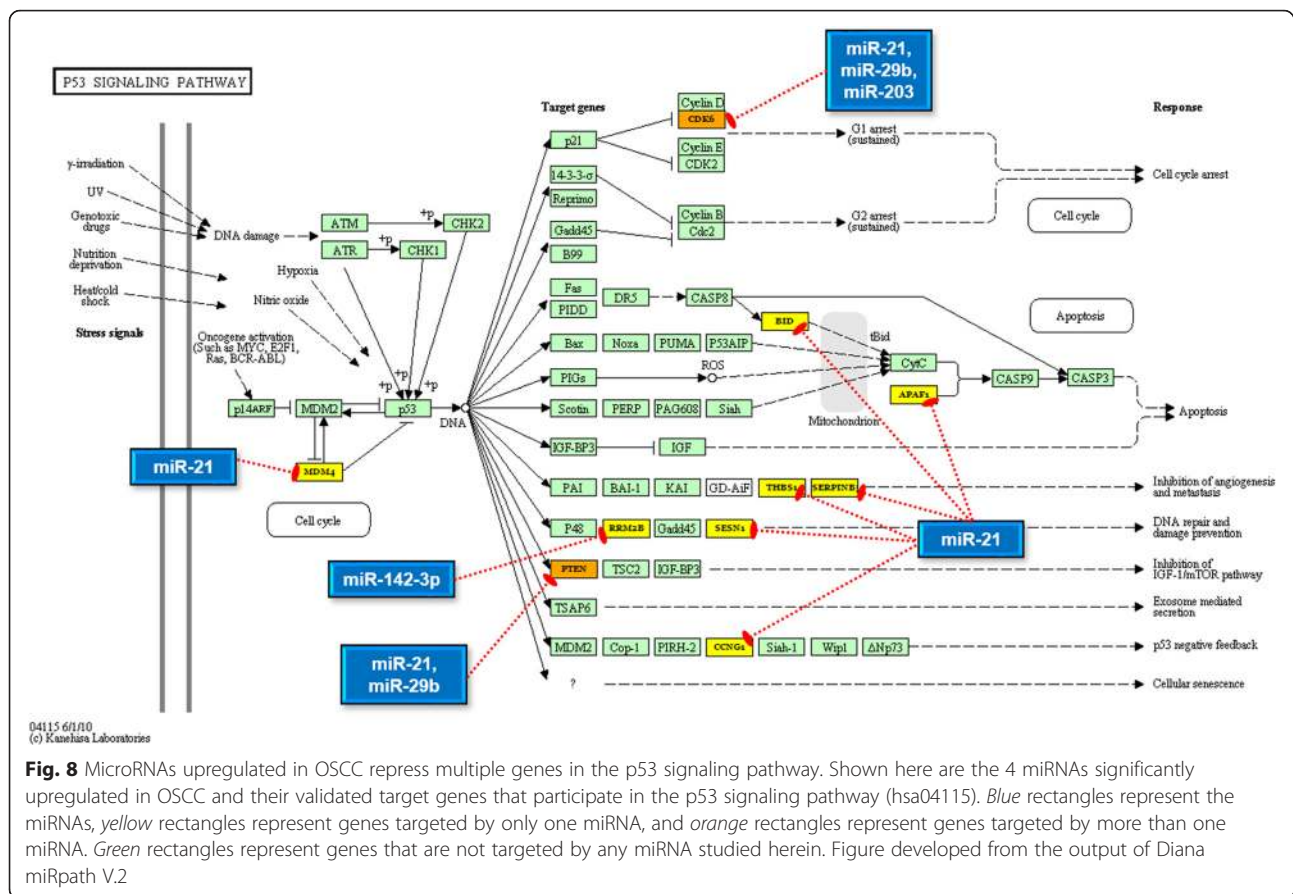 P53 SIGNALING PATHWAY
miR-21,
miR-29b,
miR-203
Target genes
Response
Cyclin D
CDK6
p21
G1 arrest
(sustained)
Cyclin E
CDK2
γ-irradiation
UV
Genotoxic
drugs
Nutrition
deprivation
Heat/cold
shock
Stress signals
DNA damage
ATM
+p
CHK2
ATR
+p
CHK1
Hypoxia
Nitric oxide
Oncogene activation
(Such as MYC, E2F1,
Ras, BCR-ABL)
+p
+p
+p
p14ARF
MDM2
p53
DNA
MDM4
miR-21
Cell cycle
14-3-3-σ
Reprimo
Gadd45
B99
Cyclin B
Cdc2
G2 arrest
(sustained)
Cell cycle arrest
Cell cycle
Fas
PIDD
DR5
CASP8
BID
tBid
Apoptosis
Bax
Noxa
PUMA
P53AIP
CytC
PIGs
ROS
CASP9
CASP3
APAF1
Scotin
PERP
PAG608
Siah
Mitochondrion
Apoptosis
IGF-BP3
IGF
PAI
BAI-1
KAI
GD-AiF
THBS1
SERPINB
Inhibition of angiogenesis
and metastasis
P48
RRM2B
Gadd45
SESN1
miR-21
DNA repair and
damage prevention
miR-142-3p
PTEN
TSC2
IGF-BP3
Inhibition of
IGF-1/mTOR pathway
TSAP6
Exosome mediated
secretion
miR-21,
miR-29b
MDM2
Cop-1
PIRH-2
CCNG1
Siah-1
Wip1
ΔNp73
p53 negative feedback
?
Cellular senescence
04115 6/1/10
(c) Kanehisa Laboratories
Fig. 8 MicroRNAs upregulated in OSCC repress multiple genes in the p53 signaling pathway. Shown here are the 4 miRNAs significantly
upregulated in OSCC and their validated target genes that participate in the p53 signaling pathway (hsa04115). Blue rectangles represent the
miRNAs, yellow rectangles represent genes targeted by only one miRNA, and orange rectangles represent genes targeted by more than one
miRNA. Green rectangles represent genes that are not targeted by any miRNA studied herein. Figure developed from the output of Diana
miRpath V.2